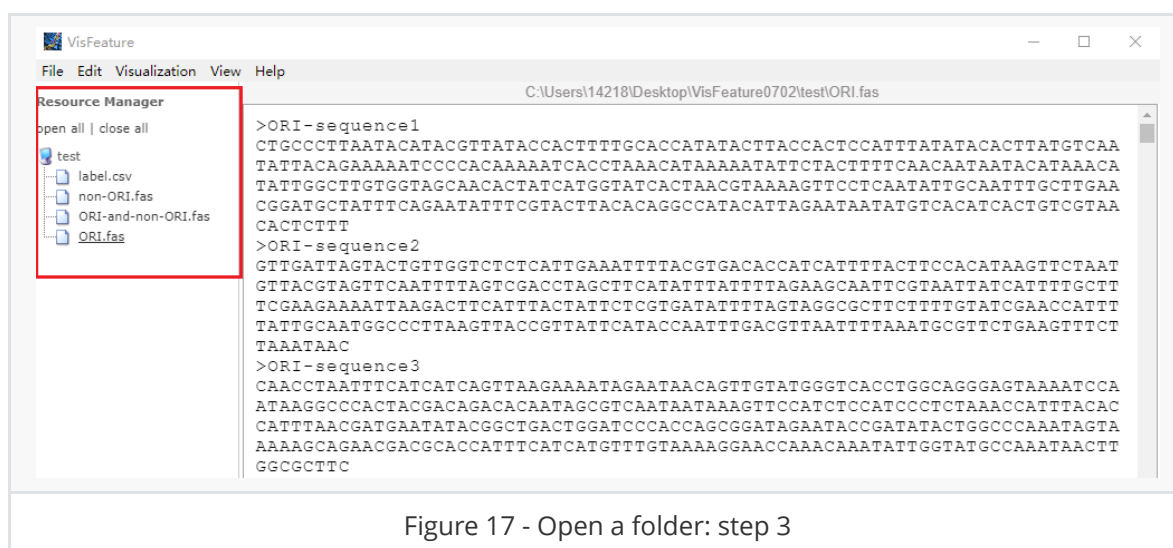 VisFeature
File Edit Visualization View Help
Resource Manager
C:\Users\14218\Desktop\VisFeature0702\test\ORI.fas
open all | close all
test
label.csv
non-ORI.fas
ORI-and-non-ORI.fas
ORI.fas
>ORI-sequence1
CTGCCCTTAATACATACGTTATACCACTTTTGCACCATATACTTACCACTCCATTTATATACACTTATGTCAA
TATTACAGAAAAATCCCCACAAAAATCACCTAAACATAAAAATATTCTACTTTTCAACAATAATACATAAACA
TATTGGCTTGTGGTAGCAACACTATCATGGTATCACTAACGTAAAAGTTCCTCAATATTGCAATTTGCTTGAA
CGGATGCTATTTCAGAATATTTCGTACTTACACAGGCCATACATTAGAATAATATGTCACATCACTGTCGTAA
CACTCTTT
>ORI-sequence2
GTTGATTAGTACTGTTGGTCTCTCATTGAAATTTTACGTGACACCATCATTTTACTTCCACATAAGTTCTAAT
GTTACGTAGTTCAATTTTAGTCGACCTAGCTTCATATTTATTTTAGAAGCAATTCGTAATTATCATTTTGCTT
TCGAAGAAAATTAAGACTTCATTTACTATTCTCGTGATATTTTAGTAGGCGCTTCTTTTGTATCGAACCATTT
TATTGCAATGGCCCTTAAGTTACCGTTATTCATACCAATTTGACGTTAATTTTAAATGCGTTCTGAAGTTTCT
TAAATAAC
>ORI-sequence3
CAACCTAATTTCATCATCAGTTAAGAAAATAGAATAACAGTTGTATGGGTCACCTGGCAGGGAGTAAAATCCA
ATAAGGCCCACTACGACAGACACAATAGCGTCAATAATAAAGTTCCATCTCCATCCCTCTAAACCATTTACAC
CATTTAACGATGAATATACGGCTGACTGGATCCCACCAGCGGATAGAATACCGATATACTGGCCCAAATAGTA
AAAAGCAGAACGACGCACCATTTCATCATGTTTGTAAAAGGAACCAAACAAATATTGGTATGCCAAATAACTT
GGCGCTTC
Figure 17 - Open a folder: step 3